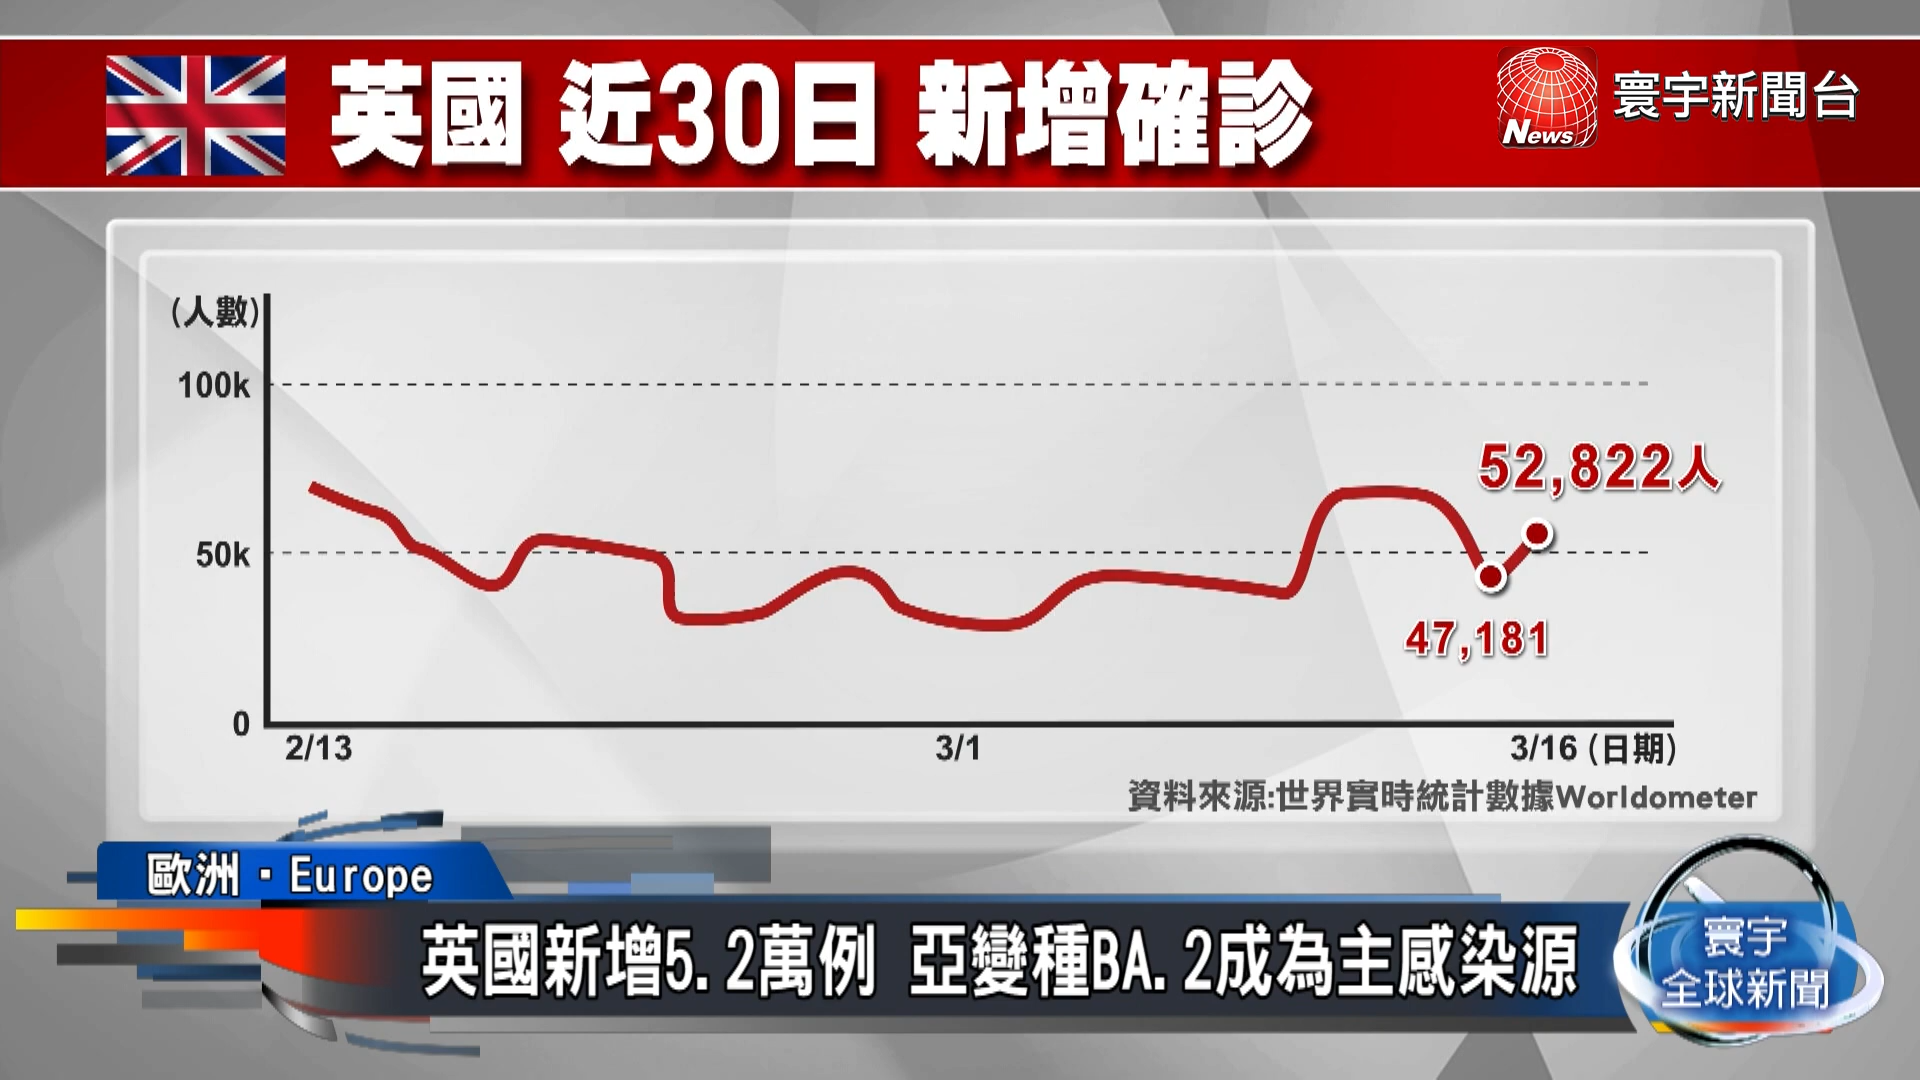 英國 近30日 新增確診
News 寰宇新聞台
(人數)
100k
52,822人
50k
47,181
0
2/13 3/1 3/16 (日期)
資料來源:世界實時統計數據Worldometer
歐洲·Europe
英國新增5.2萬例 亞變種BA.2成為主感染源
寰宇
全球新聞